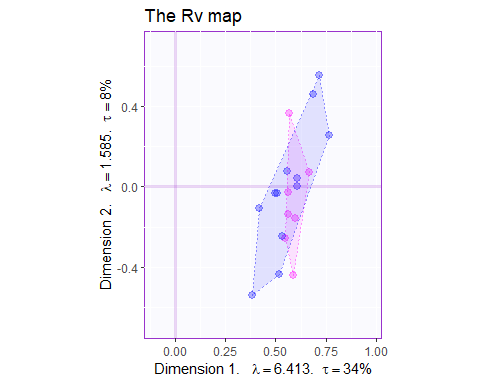 The Rv map
Dimension 2. λ = 1.585. τ = 8%
0.4
0.0
-0.4
0.00 0.25 0.50 0.75 1.00
Dimension 1. λ = 6.413. τ = 34%